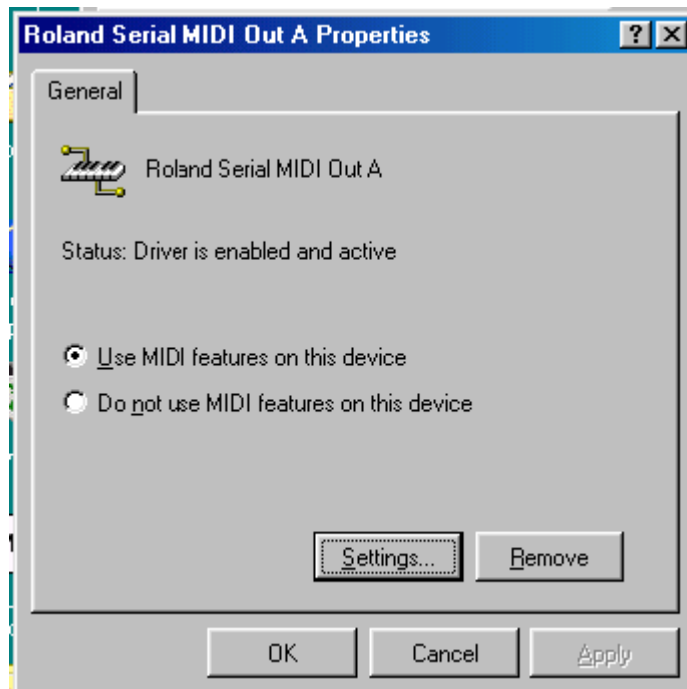 Roland Serial MIDI Out A Properties
General
Roland Serial MIDI Out A
Status: Driver is enabled and active
Use MIDI features on this device
Do not use MIDI features on this device
Settings... Remove
OK Cancel Apply